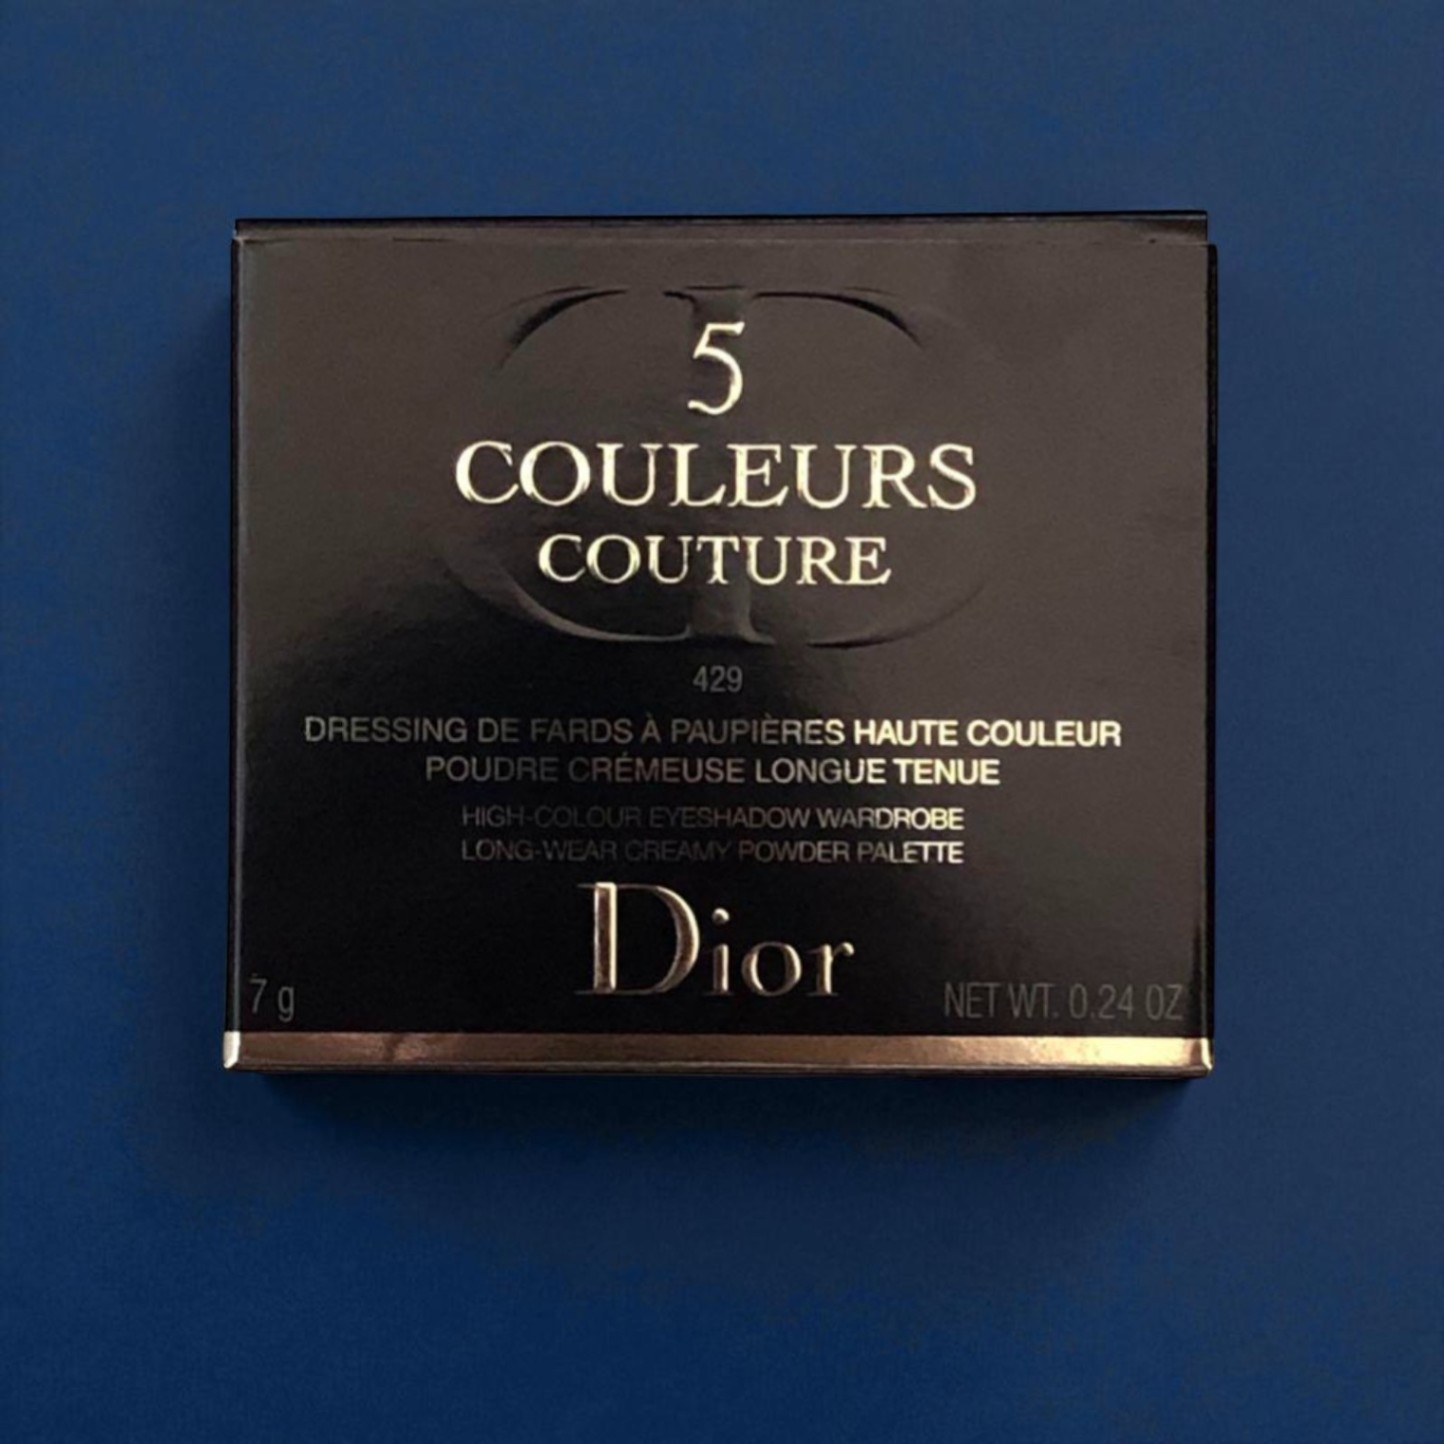 5
COULEURS
COUTURE
429
DRESSING DE FARDS À PAUPIÈRES HAUTE COULEUR
POUDRE CRÉMEUSE LONGUE TENUE
HIGH-COLOUR EYESHADOW WARDROBE
LONG-WEAR CREAMY POWDER PALETTE
Dior
7 g NET WT. 0.24 OZ